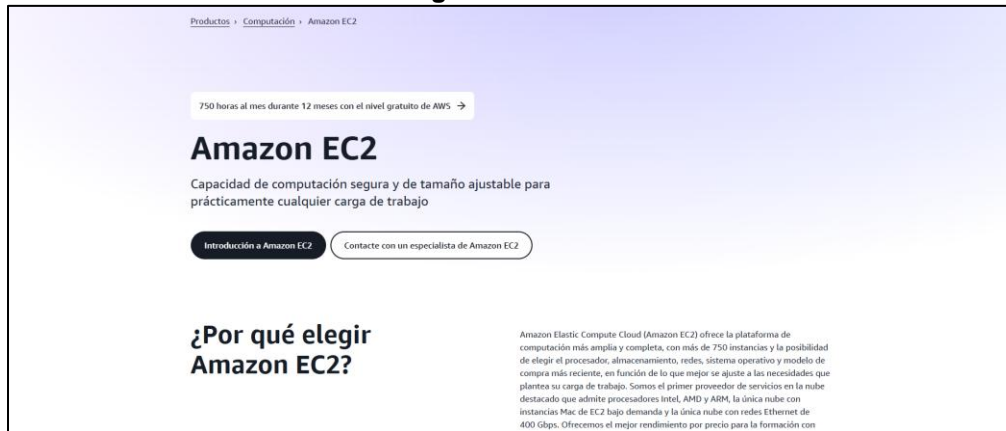 Productos › Computación › Amazon EC2
750 horas al mes durante 12 meses con el nivel gratuito de AWS →
Amazon EC2
Capacidad de computación segura y de tamaño ajustable para
prácticamente cualquier carga de trabajo
Introducción a Amazon EC2
Contacte con un especialista de Amazon EC2
¿Por qué elegir
Amazon EC2?
Amazon Elastic Compute Cloud (Amazon EC2) ofrece la plataforma de
computación más amplia y completa, con más de 750 instancias y la posibilidad
de elegir el procesador, almacenamiento, redes, sistema operativo y modelo de
compra más reciente, en función de lo que mejor se ajuste a las necesidades que
plantea su carga de trabajo. Somos el primer proveedor de servicios en la nube
destacado que admite procesadores Intel, AMD y ARM, la única nube con
instancias Mac de EC2 bajo demanda y la única nube con redes Ethernet de
400 Gbps. Ofrecemos el mejor rendimiento por precio para la formación con